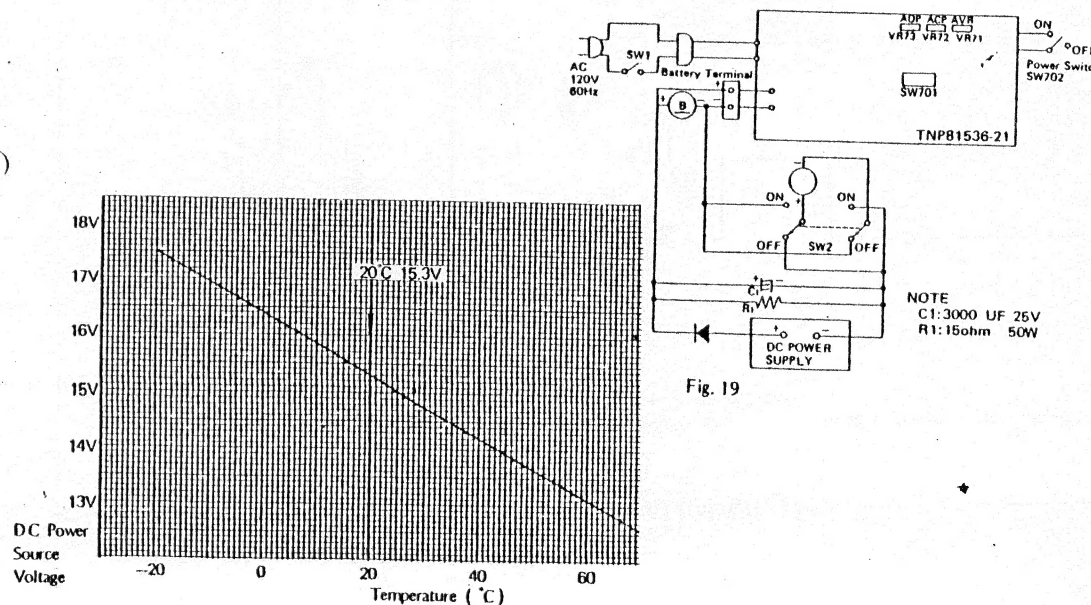 ADP ACP AVR
VR73 VR72 VR71
ON
OFF
Power Switch
SW702
SW1
AC
120V
60Hz
Battery Terminal
+
-
+ B -
SW701
TNP81536-21
-
+
ON ON
OFF SW2 OFF
+
C1
R1
+ -
DC POWER
SUPPLY
NOTE
C1:3000 UF 25V
R1:15ohm 50W
Fig. 19
)
18V
17V
16V
15V
14V
13V
20°C 15.3V
DC Power
Source
Voltage
-20 0 20 40 60
Temperature ( °C)